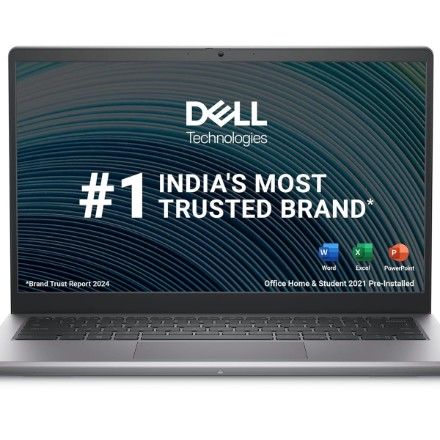 DELL
Technologies
#1 INDIA'S MOST
TRUSTED BRAND*
Word Excel PowerPoint
*Brand Trust Report 2024
Office Home & Student 2021 Pre-Installed